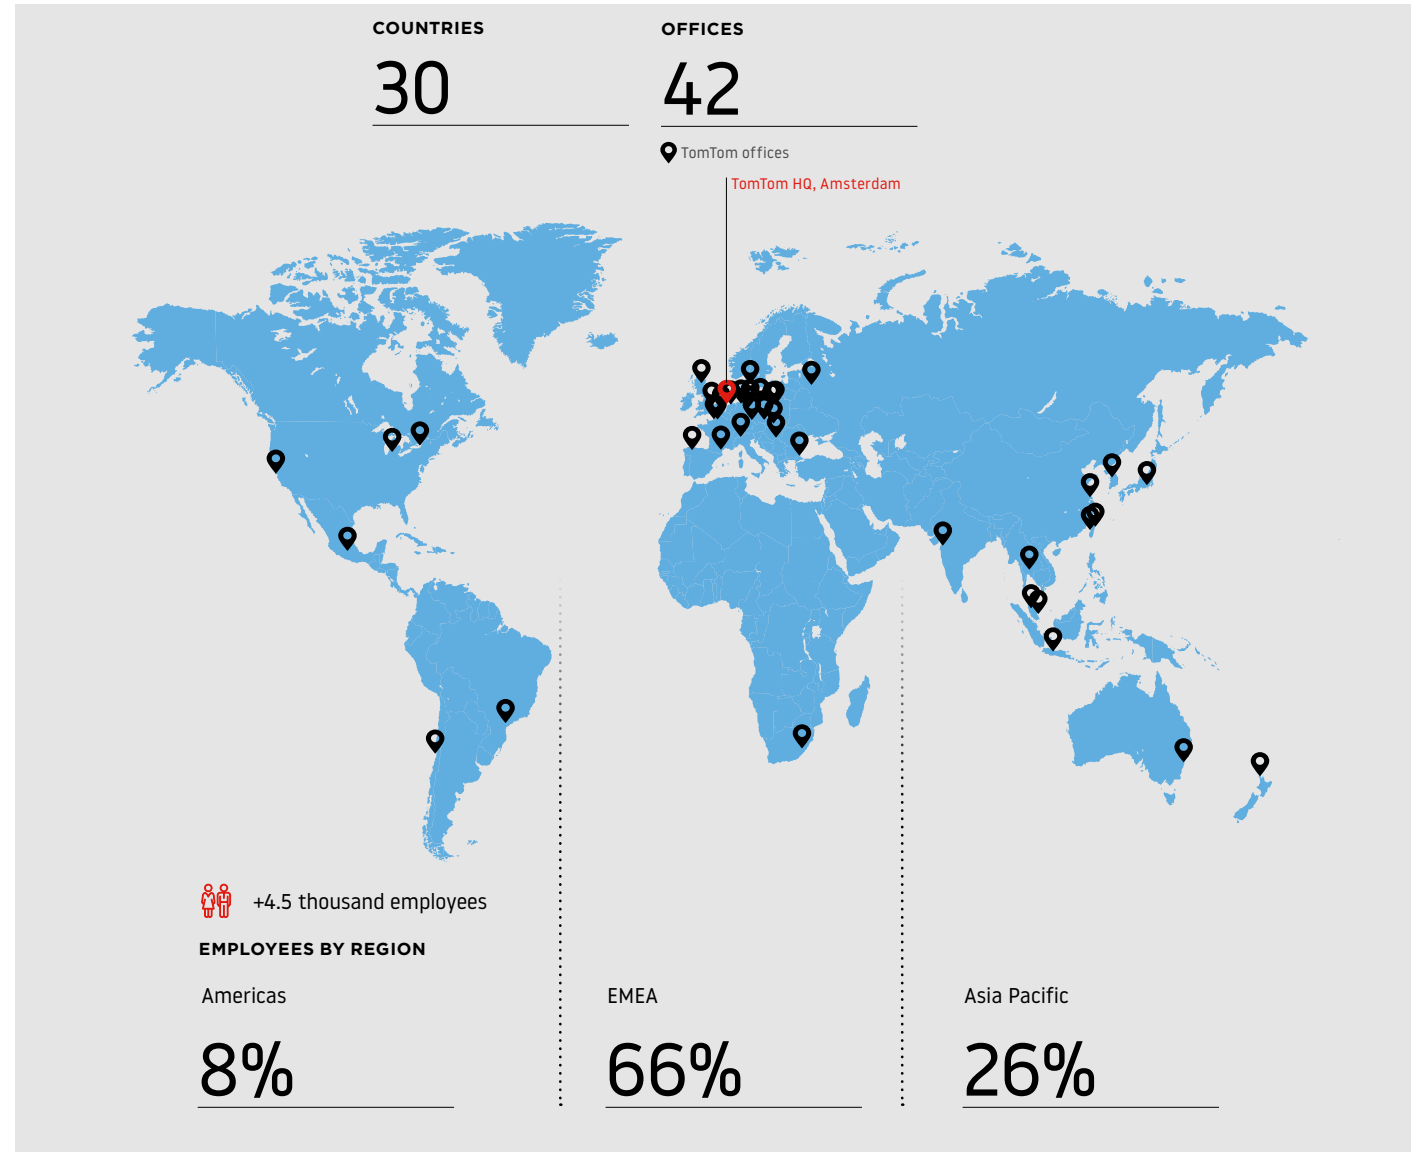 COUNTRIES
30
OFFICES
42
TomTom offices
TomTom HQ, Amsterdam
+4.5 thousand employees
EMPLOYEES BY REGION
Americas
8%
EMEA
66%
Asia Pacific
26%